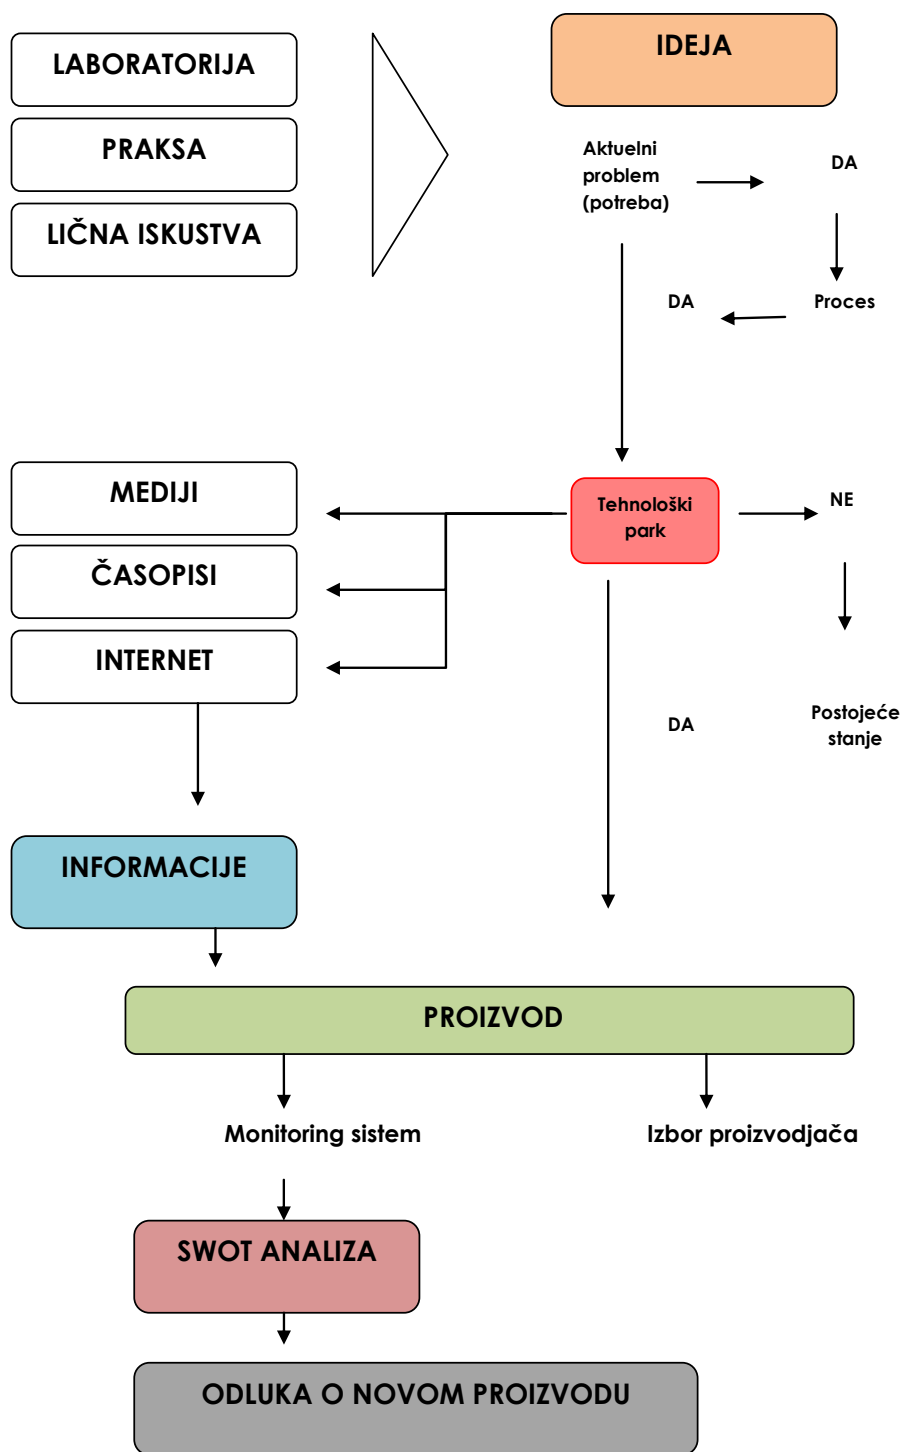 LABORATORIJA
PRAKSA
LIČNA ISKUSTVA
IDEJA
Aktuelni
problem
(potreba)
DA
DA
Proces
MEDIJI
ČASOPISI
INTERNET
Tehnološki
park
NE
DA
Postojeće
stanje
INFORMACIJE
PROIZVOD
Monitoring sistem
Izbor proizvodjača
SWOT ANALIZA
ODLUKA O NOVOM PROIZVODU